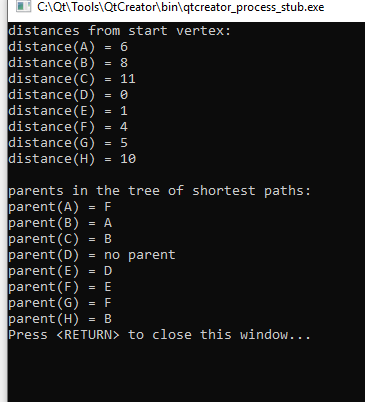 C:\Qt\Tools\QtCreator\bin\qtcreator_process_stub.exe
distances from start vertex:
distance(A) = 6
distance(B) = 8
distance(C) = 11
distance(D) = 0
distance(E) = 1
distance(F) = 4
distance(G) = 5
distance(H) = 10
parents in the tree of shortest paths:
parent(A) = F
parent(B) = A
parent(C) = B
parent(D) = no parent
parent(E) = D
parent(F) = E
parent(G) = F
parent(H) = B
Press <RETURN> to close this window...